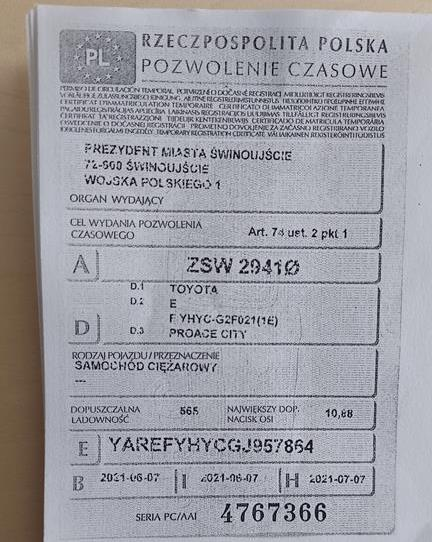 PL
RZECZPOSPOLITA POLSKA
POZWOLENIE CZASOWE
PREZYDENT MIASTA ŚWINOUJŚCIE
72-600 ŚWINOUJŚCIE
WOJSKA POLSKIEGO 1
ORGAN WYDAJĄCY
CEL WYDANIA POZWOLENIA
CZASOWEGO
Art. 74 ust. 2 pkt 1
A ZSW 2941Ø
D.1 TOYOTA
D.2 E
D
FYHYC-G2F021(1E)
D.3 PROACE CITY
RODZAJ POJAZDU/PRZEZNACZENIE
SAMOCHÓD CIĘŻAROWY
---
DOPUSZCZALNA
ŁADOWNOŚĆ
565
NAJWIĘKSZY DOP.
NACISK OSI
10,88
E YAREFYHYCGJ957864
B 2021-06-07 I 2021-06-07 H 2021-07-07
SERIA PC/AAI 4767366